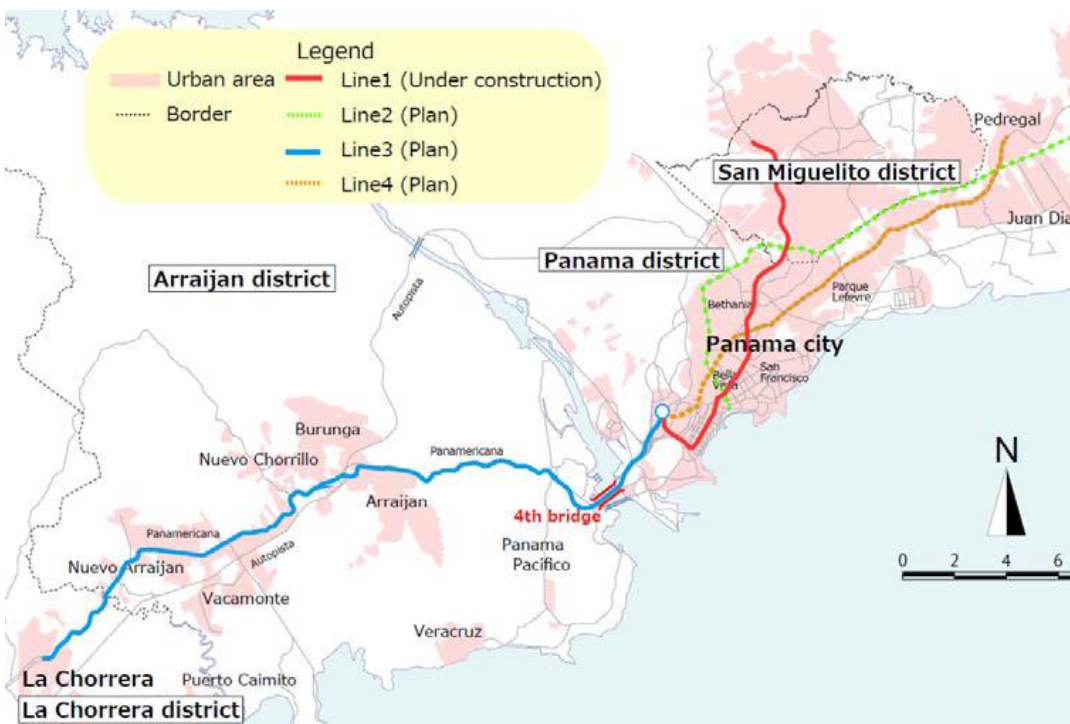 Legend
Urban area
Line1 (Under construction)
Border
Line2 (Plan)
Line3 (Plan)
Line4 (Plan)
Pedregal
San Miguelito district
Juan Dia
Panama district
Arraijan district
Autopista
Bethania
Parque
Lefevre
Panama city
Bella
Vista
San
Francisco
Burunga
Nuevo Chorrillo
Panamericana
Arraijan
N
4th bridge
Panamericana
Autopista
Panama
Pacifico
0 2 4 6
Nuevo Arraijan
Vacamonte
Veracruz
La Chorrera
Puerto Caimito
La Chorrera district